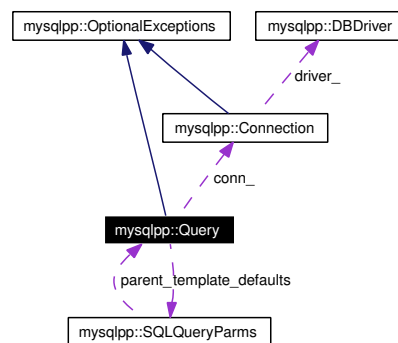 mysqlpp::OptionalExceptions
mysqlpp::DBDriver
driver_
mysqlpp::Connection
conn_
mysqlpp::Query
parent_template_defaults
mysqlpp::SQLQueryParms